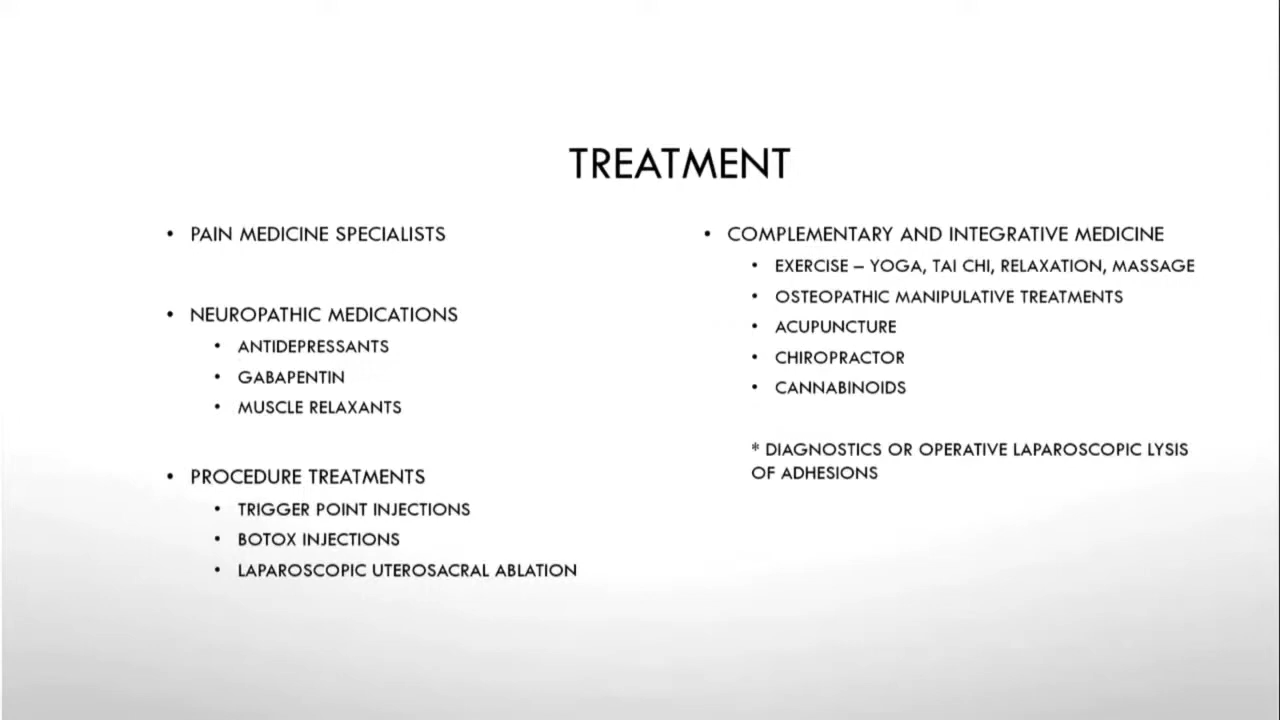 TREATMENT
• PAIN MEDICINE SPECIALISTS
• NEUROPATHIC MEDICATIONS
• ANTIDEPRESSANTS
• GABAPENTIN
• MUSCLE RELAXANTS
• PROCEDURE TREATMENTS
• TRIGGER POINT INJECTIONS
• BOTOX INJECTIONS
• LAPAROSCOPIC UTEROSACRAL ABLATION
• COMPLEMENTARY AND INTEGRATIVE MEDICINE
• EXERCISE – YOGA, TAI CHI, RELAXATION, MASSAGE
• OSTEOPATHIC MANIPULATIVE TREATMENTS
• ACUPUNCTURE
• CHIROPRACTOR
• CANNABINOIDS
* DIAGNOSTICS OR OPERATIVE LAPAROSCOPIC LYSIS
OF ADHESIONS